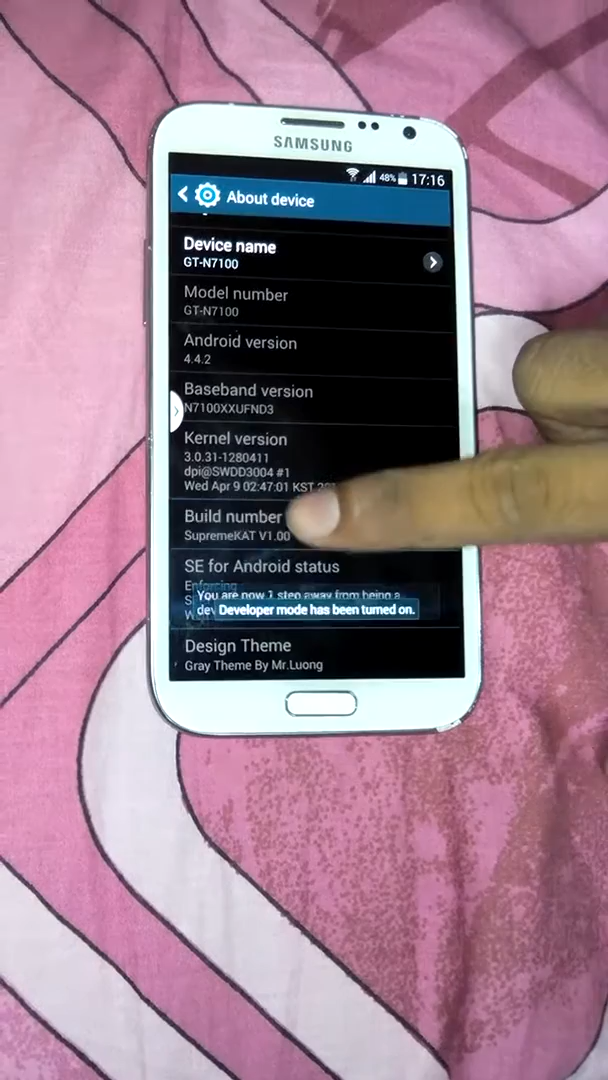 SAMSUNG
48% 17:16
About device
Device name
GT-N7100
Model number
GT-N7100
Android version
4.4.2
Baseband version
N7100XXUFND3
Kernel version
3.0.31-1280411
dpi@SWDD3004 #1
Wed Apr 9 02:47:01 KST
Build number
SupremeKAT V1.00
SE for Android status
Enforcing
You are now 1 step away from being a
Developer mode has been turned on.
Design Theme
Gray Theme By Mr.Luong